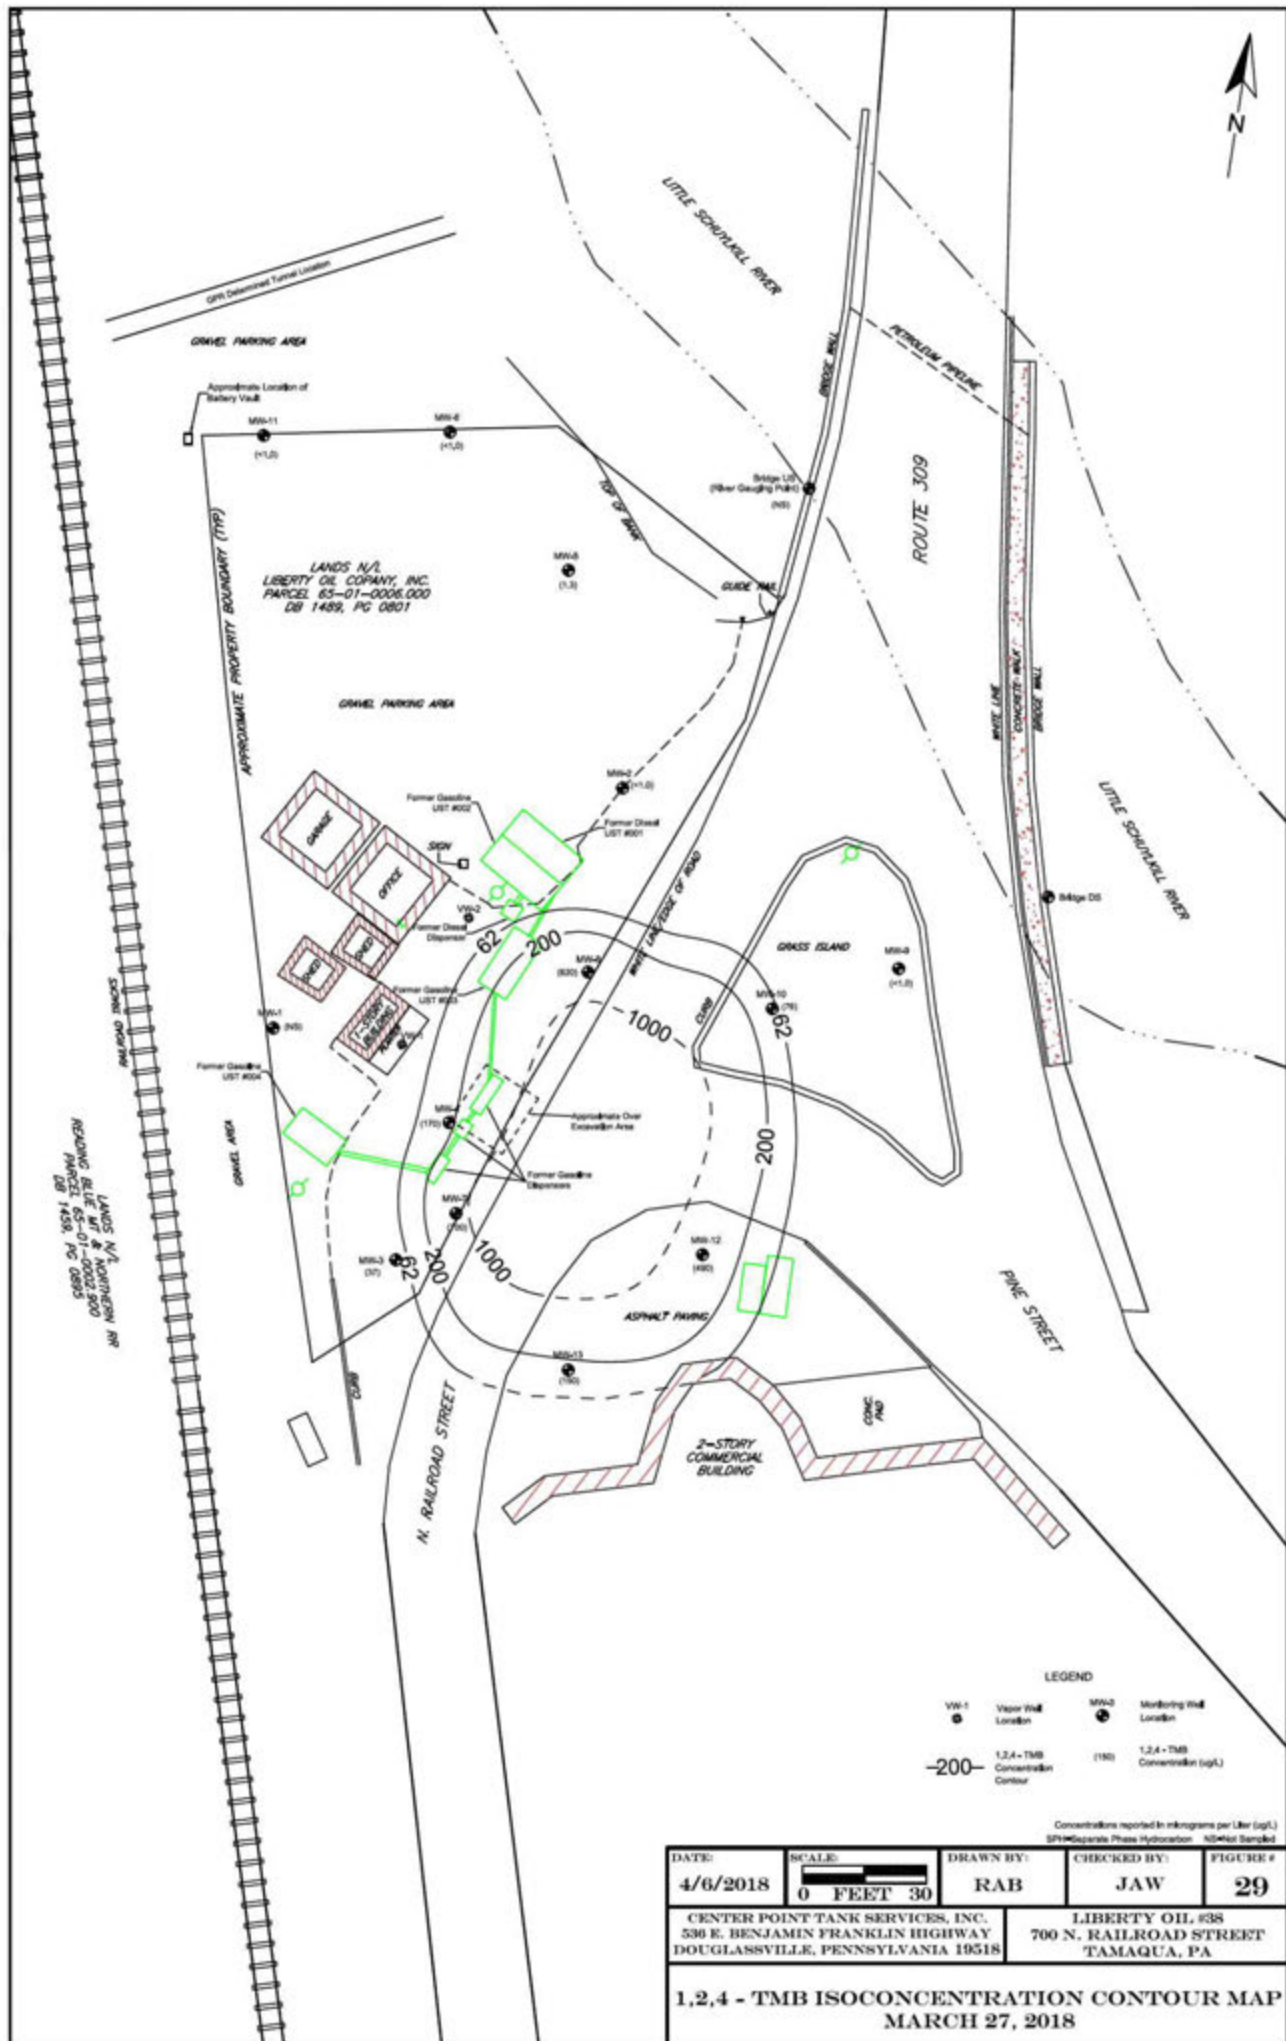 N
LITTLE SCHUYLKILL RIVER
GPR Determined Tunnel Location
GRAVEL PARKING AREA
BRIDGE WALL
PETROLEUM PIPELINE
Approximate Location of
Battery Vault
MW-11
(<1.0)
MW-6
(<1.0)
ROUTE 309
Bridge US
(River Gauging Point)
(NS)
TOP OF BANK
MW-5
(1.3)
APPROXIMATE PROPERTY BOUNDARY (TYP)
LANDS N/L
LIBERTY OIL COPANY, INC.
PARCEL 65-01-0006.000
DB 1489, PG 0801
GUIDE RAIL
WHITE LINE
CONCRETE WALK
BRIDGE WALL
GRAVEL PARKING AREA
MW-2
(<1.0)
Former Gasoline
UST #002
Former Diesel
UST #001
GARAGE
SIGN
OFFICE
LITTLE SCHUYLKILL RIVER
WHITE LINE/EDGE OF ROAD
Bridge DS
VW-2
Former Diesel
Dispenser
62
200
GRASS ISLAND
SHED
SHED
MW-9
(<1.0)
Former Gasoline
UST #003
MW-10
(76)
62
CURB
1000
MW-1
(NS)
1-STORY
BUILDING
RAILROAD TRACKS
Former Gasoline
UST #004
(170)
Approximate Over
Excavation Area
200
GRAVEL AREA
Former Gasoline
Dispensers
LANDS N/L
READING BLUE MT & NORTHERN RR
PARCEL 65-01-0002.900
DB 1459, PG 0895
MW-3
(37)
62
200
1000
MW-12
(490)
ASPHALT PAVING
PINE STREET
MW-13
CURB
N. RAILROAD STREET
CONC.
PAD
2-STORY
COMMERCIAL
BUILDING
LEGEND
VW-1
Vapor Well
Location
Monitoring Well
Location
200
1,2,4 - TMB
Concentration
Contour
(150)
1,2,4 - TMB
Concentration (ug/L)
Concentrations reported in micrograms per Liter (ug/L)
SPH=Separate Phase Hydrocarbon NS=Not Sampled
DATE:
4/6/2018
SCALE:
0 FEET 30
DRAWN BY:
RAB
CHECKED BY:
JAW
FIGURE #
29
CENTER POINT TANK SERVICES, INC.
536 E. BENJAMIN FRANKLIN HIGHWAY
DOUGLASSVILLE, PENNSYLVANIA 19518
LIBERTY OIL #38
700 N. RAILROAD STREET
TAMAQUA, PA
1,2,4 - TMB ISOCONCENTRATION CONTOUR MAP
MARCH 27, 2018